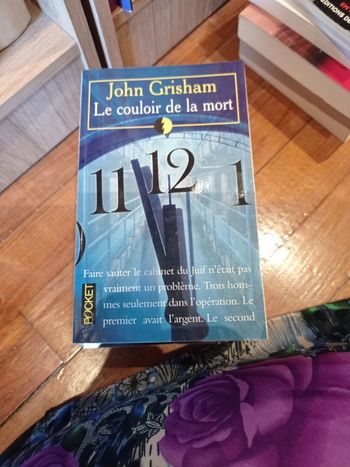 John Grisham
Le couloir de la mort
11 12 1
Faire sauter le cabinet du Juif n'était pas
vraiment un problème. Trois hom-
mes seulement dans l'opération. Le
premier avait l'argent. Le second
POCKET